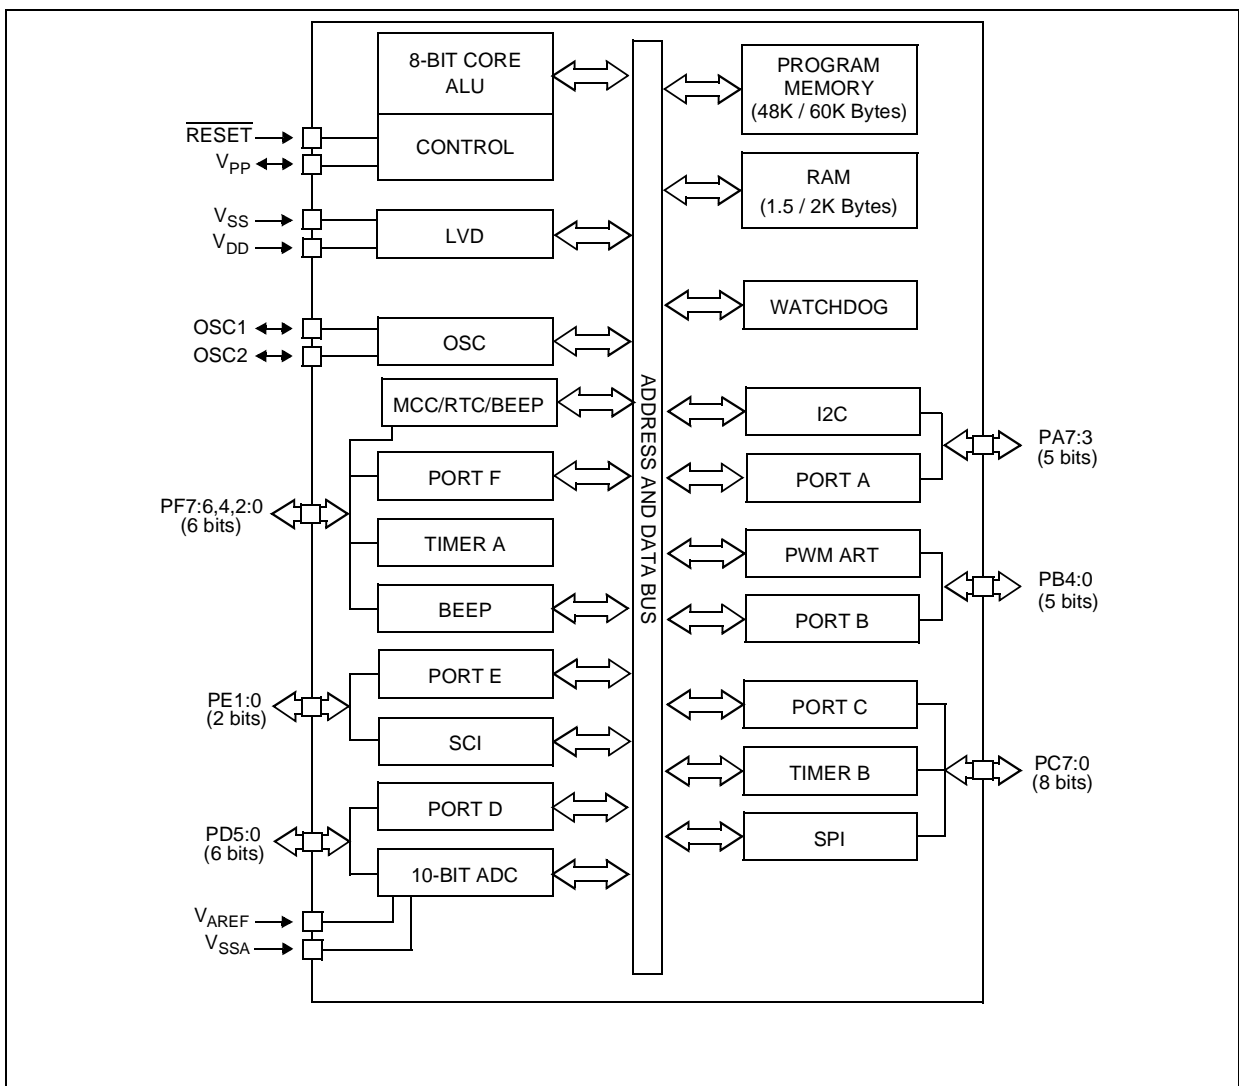 8-BIT CORE
ALU
CONTROL
RESET
VPP
VSS
VDD
LVD
OSC1
OSC2
OSC
MCC/RTC/BEEP
PORT F
PF7:6,4,2:0
(6 bits)
TIMER A
BEEP
PORT E
PE1:0
(2 bits)
SCI
PORT D
PD5:0
(6 bits)
10-BIT ADC
VAREF
VSSA
ADDRESS AND DATA BUS
PROGRAM
MEMORY
(48K / 60K Bytes)
RAM
(1.5 / 2K Bytes)
WATCHDOG
I2C
PA7:3
(5 bits)
PORT A
PWM ART
PB4:0
(5 bits)
PORT B
PORT C
TIMER B
PC7:0
(8 bits)
SPI